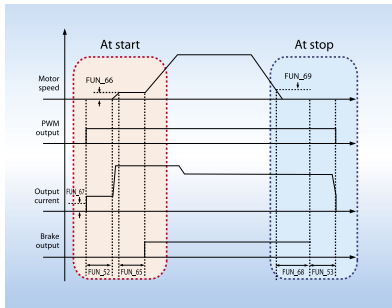 At start
At stop
FUN_66
FUN_69
Motor
speed
PWM
output
FUN_67
Output
current
Brake
output
FUN_52
FUN_65
FUN_68
FUN_53